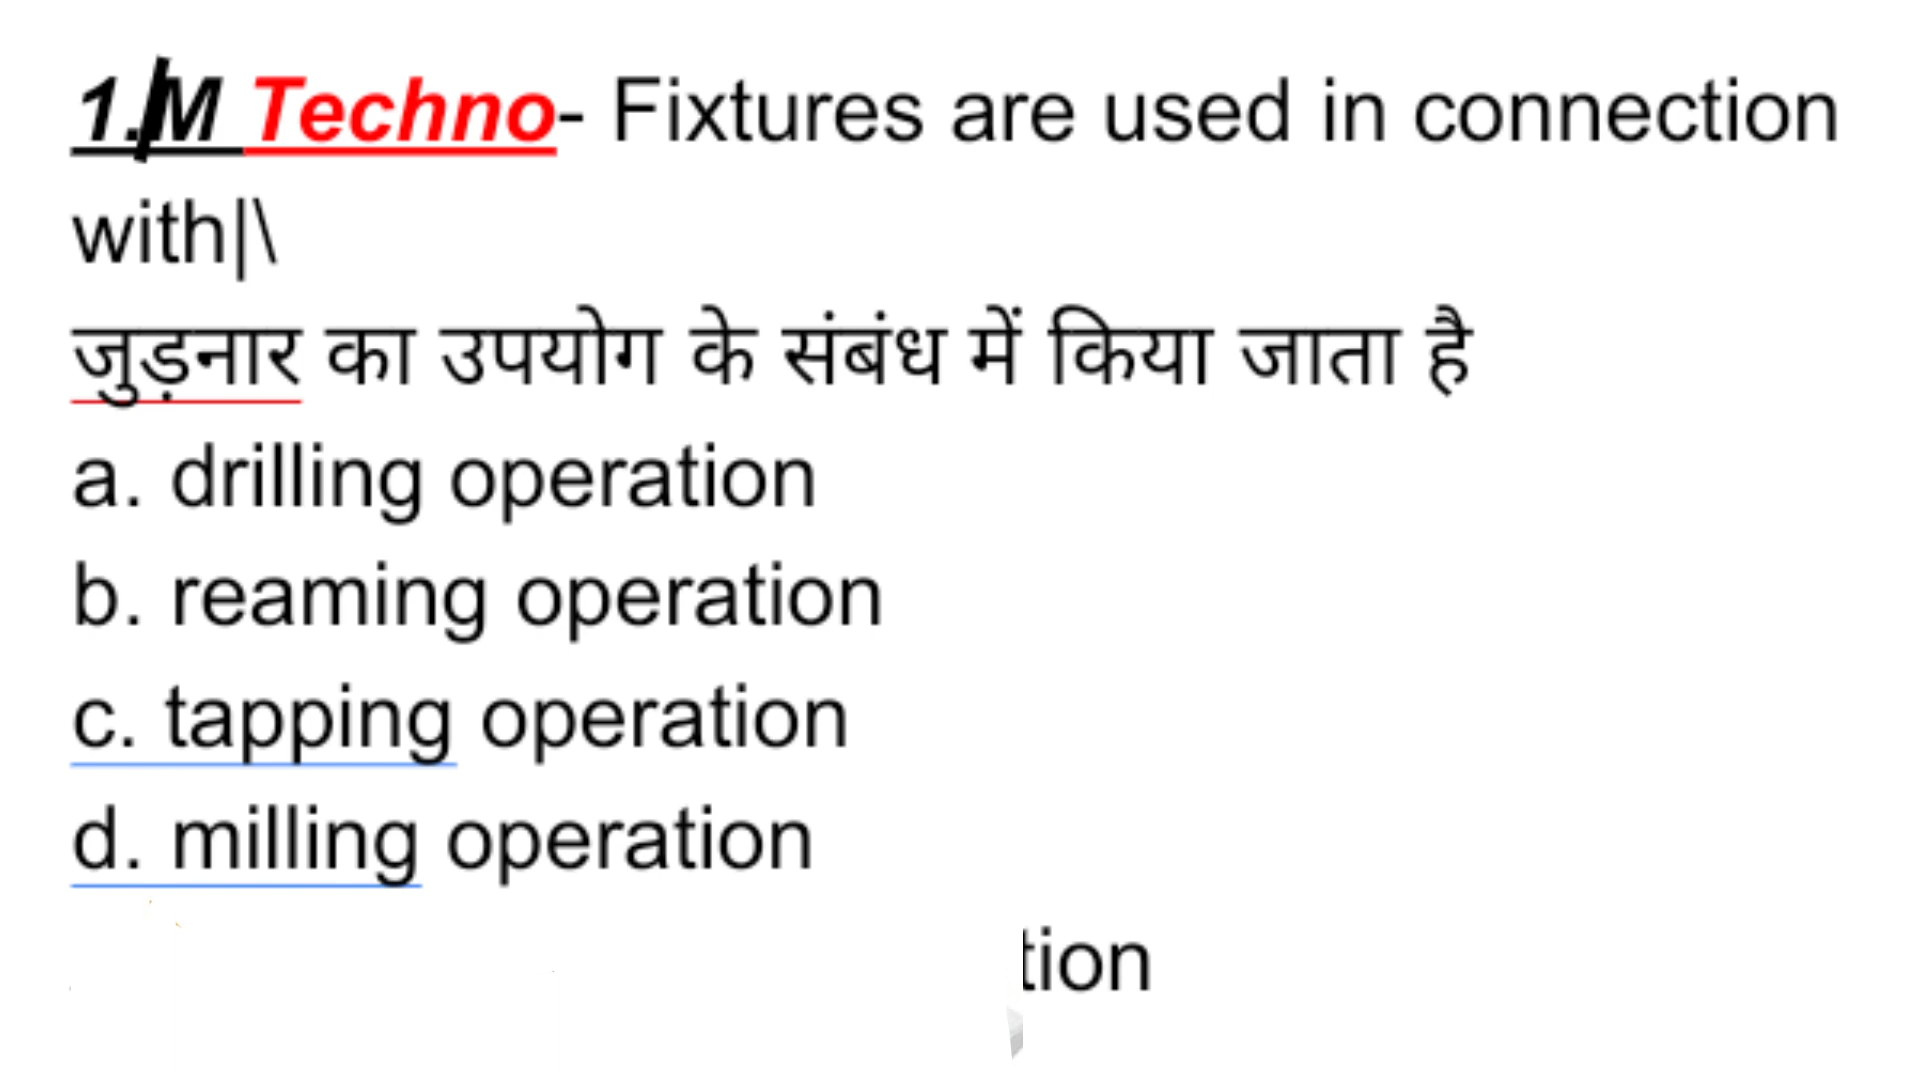 1.M Techno- Fixtures are used in connection
with|\
जुड़नार का उपयोग के संबंध में किया जाता है
a. drilling operation
b. reaming operation
c. tapping operation
d. milling operation
tion